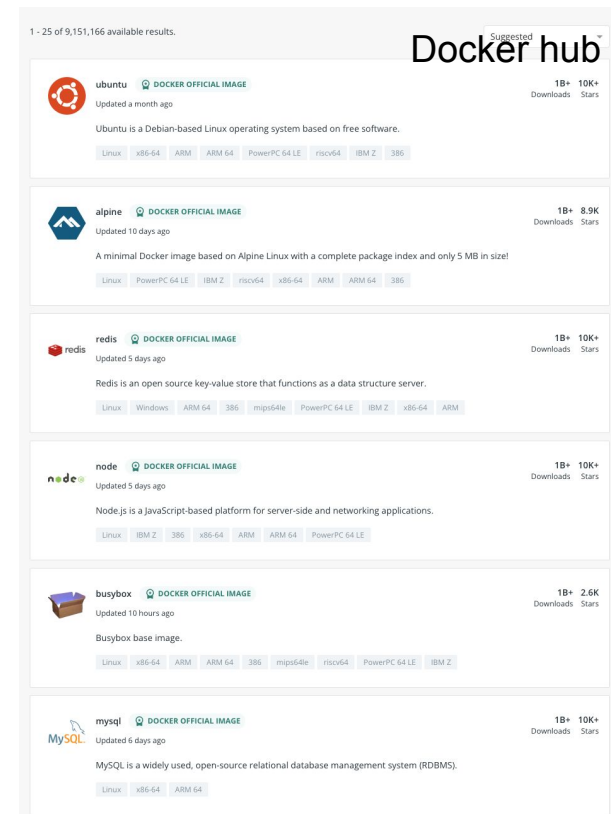 1 - 25 of 9,151,166 available results.
Suggested
Docker hub
ubuntu DOCKER OFFICIAL IMAGE
1B+ 10K+
Updated a month ago
Downloads Stars
Ubuntu is a Debian-based Linux operating system based on free software.
Linux x86-64 ARM ARM 64 PowerPC 64 LE riscv64 IBM Z 386
alpine DOCKER OFFICIAL IMAGE
1B+ 8.9K
Updated 10 days ago
Downloads Stars
A minimal Docker image based on Alpine Linux with a complete package index and only 5 MB in size!
Linux PowerPC 64 LE IBM Z riscv64 x86-64 ARM ARM 64 386
redis
redis DOCKER OFFICIAL IMAGE
1B+ 10K+
Updated 5 days ago
Downloads Stars
Redis is an open source key-value store that functions as a data structure server.
Linux Windows ARM 64 386 mips64le PowerPC 64 LE IBM Z x86-64 ARM
node
node DOCKER OFFICIAL IMAGE
1B+ 10K+
Updated 5 days ago
Downloads Stars
Node.js is a JavaScript-based platform for server-side and networking applications.
Linux IBM Z 386 x86-64 ARM ARM 64 PowerPC 64 LE
busybox DOCKER OFFICIAL IMAGE
1B+ 2.6K
Updated 10 hours ago
Downloads Stars
Busybox base image.
Linux x86-64 ARM ARM 64 386 mips64le riscv64 PowerPC 64 LE IBM Z
MySQL
mysql DOCKER OFFICIAL IMAGE
1B+ 10K+
Updated 6 days ago
Downloads Stars
MySQL is a widely used, open-source relational database management system (RDBMS).
Linux x86-64 ARM 64